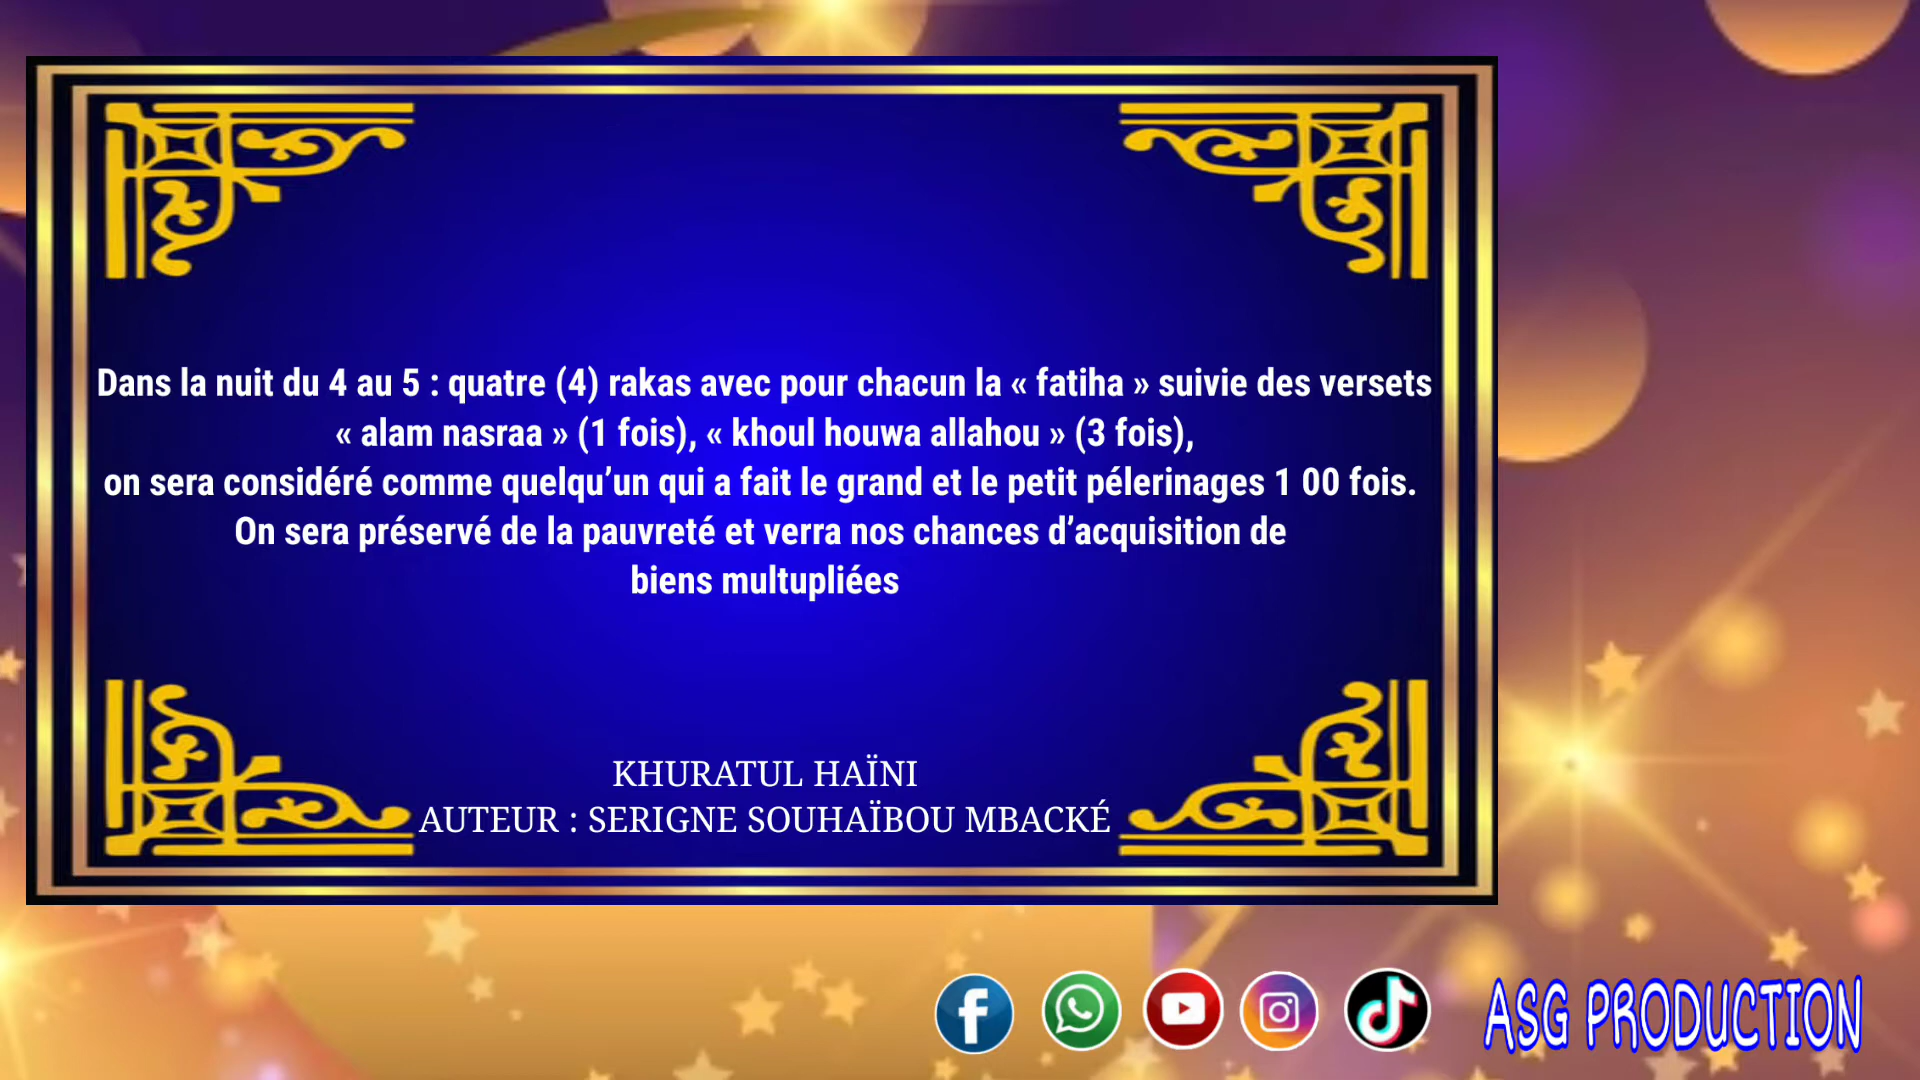 Dans la nuit du 4 au 5 : quatre (4) rakas avec pour chacun la « fatiha » suivie des versets
« alam nasraa » (1 fois), « khoul houwa allahou » (3 fois),
on sera considéré comme quelqu’un qui a fait le grand et le petit pélerinages 1 00 fois.
On sera préservé de la pauvreté et verra nos chances d’acquisition de
biens multupliées
KHURATUL HAÏNI
AUTEUR : SERIGNE SOUHAÏBOU MBACKÉ
ASG PRODUCTION